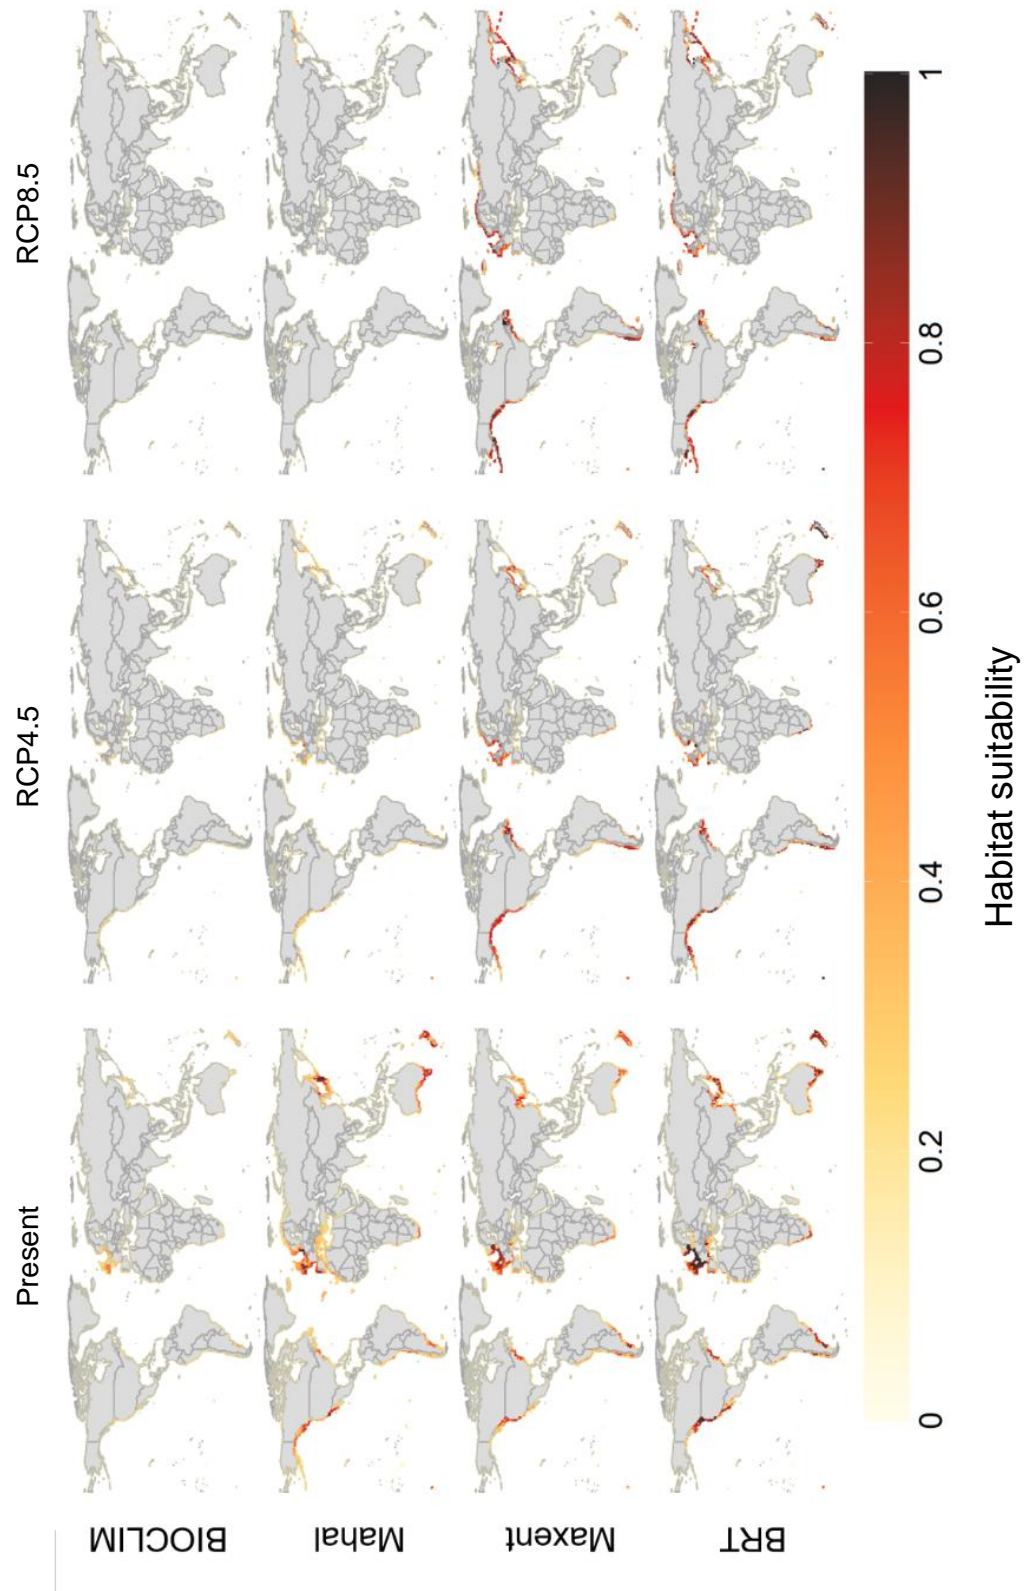 Present
RCP4.5
RCP8.5
BIOCLIM
Mahal
Maxent
BRT
0
0.2
0.4
0.6
0.8
1
Habitat suitability